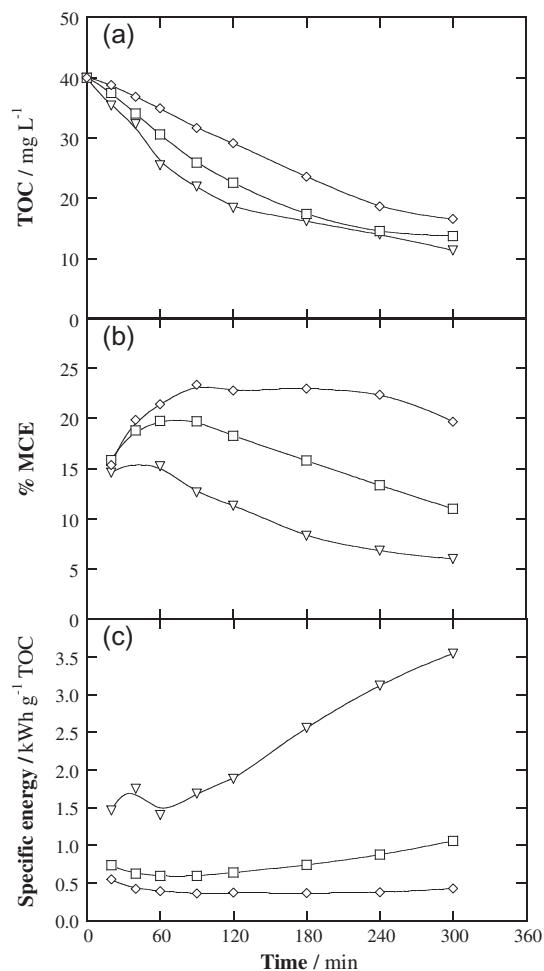 (a)
50
40
30
20
10
0
TOC / mg L⁻¹
(b)
25
20
15
10
5
0
% MCE
(c)
3.5
3.0
2.5
2.0
1.5
1.0
0.5
0.0
Specific energy / kWh g⁻¹ TOC
0 60 120 180 240 300 360
Time / min